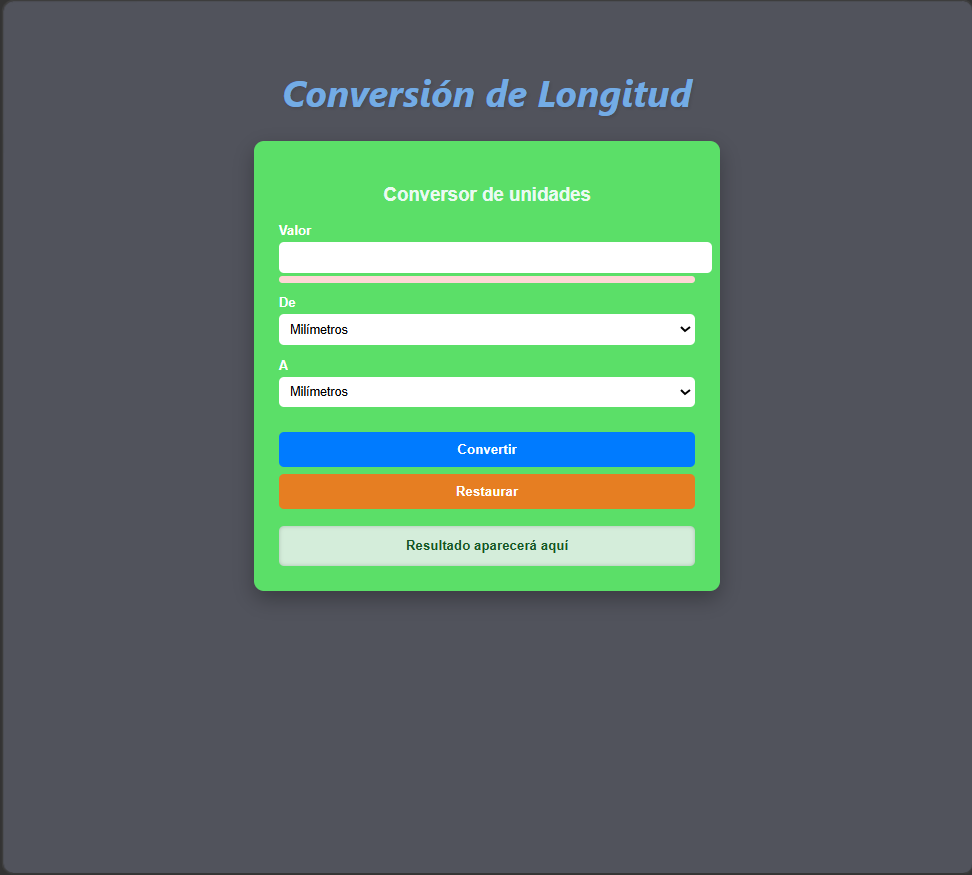 Conversión de Longitud
Conversor de unidades
Valor
De
Milímetros
A
Milímetros
Convertir
Restaurar
Resultado aparecerá aquí